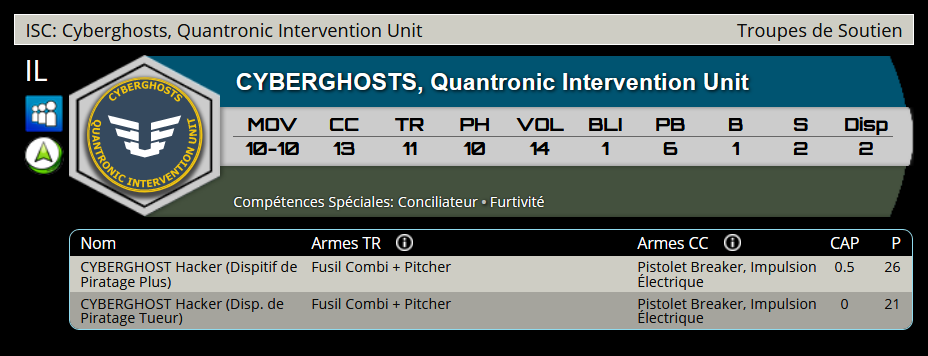 ISC: Cyberghosts, Quantronic Intervention Unit Troupes de Soutien
IL
CYBERGHOSTS
QUANTRONIC INTERVENTION UNIT
CYBERGHOSTS, Quantronic Intervention Unit
MOV CC TR PH VOL BLI PB B S Disp
10-10 13 11 10 14 1 6 1 2 2
Compétences Spéciales: Conciliateur • Furtivité
Nom Armes TR Armes CC CAP P
CYBERGHOST Hacker (Dispitif de Fusil Combi + Pitcher Pistolet Breaker, Impulsion 0.5 26
Piratage Plus) Électrique
CYBERGHOST Hacker (Disp. de Fusil Combi + Pitcher Pistolet Breaker, Impulsion 0 21
Piratage Tueur) Électrique